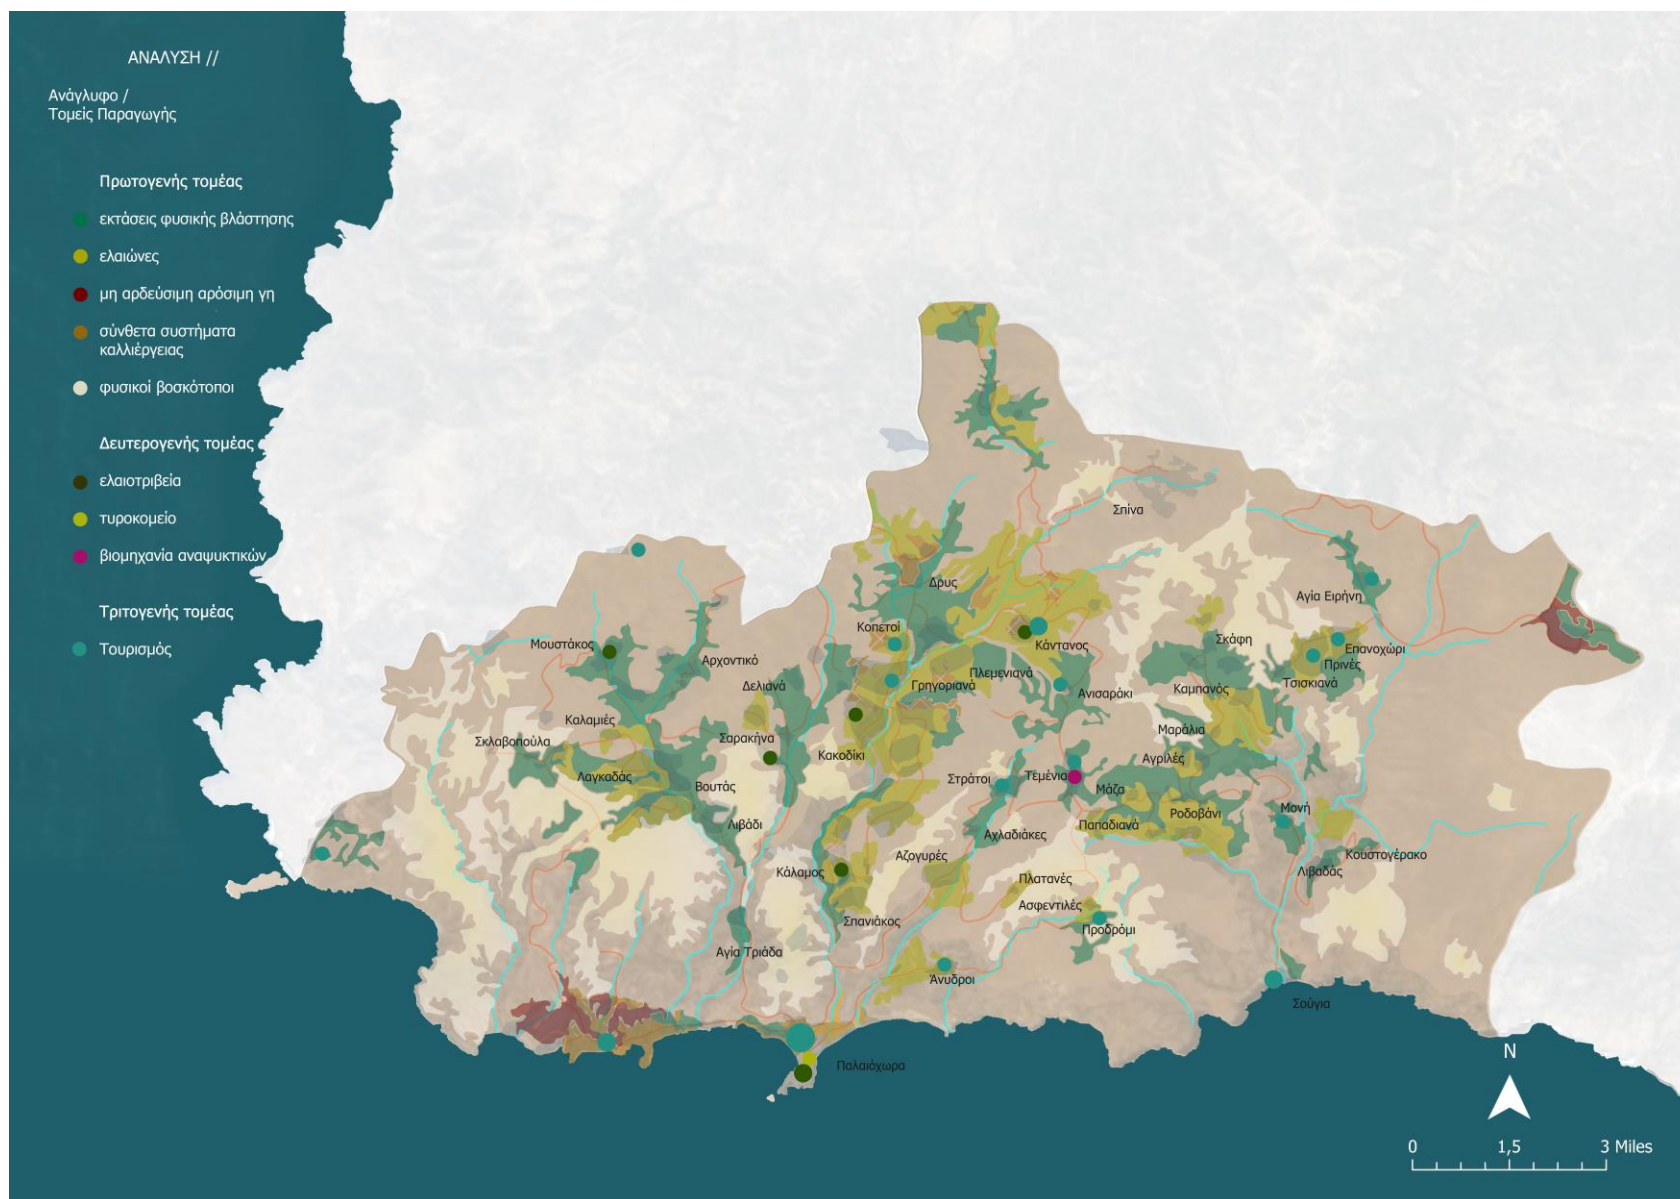 ΑΝΑΛΥΣΗ //
Ανάγλυφο /
Τομείς Παραγωγής
Πρωτογενής τομέας
εκτάσεις φυσικής βλάστησης
ελαιώνες
μη αρδεύσιμη αρόσιμη γη
σύνθετα συστήματα
καλλιέργειας
φυσικοί βοσκότοποι
Δευτερογενής τομέας
ελαιοτριβεία
τυροκομείο
βιομηχανία αναψυκτικών
Τριτογενής τομέας
Τουρισμός
Σπίνα
Δρυς
Αγία Ειρήνη
Κοπετοί
Μουστάκος
Κάντανος
Σκάφη
Επανοχώρι
Αρχοντικό
Πρινές
Πλεμενιανά
Τσισκιανά
Δελιανά
Γρηγοριανά
Ανισαράκι
Καμπανός
Καλαμιές
Μαράλια
Σκλαβοπούλα
Σαρακήνα
Κακοδίκι
Αγριλές
Λαγκαδάς
Στράτοι
Τεμένια
Βουτάς
Μάζα
Μονή
Ροδοβάνι
Λιβάδι
Παπαδιανά
Αχλαδιάκες
Αζογυρές
Κουστογέρακο
Κάλαμος
Λιβαδάς
Πλατανές
Ασφεντιλές
Σπανιάκος
Προδρόμι
Αγία Τριάδα
Άνυδροι
Σούγια
Παλαιόχωρα
N
0 1,5 3 Miles